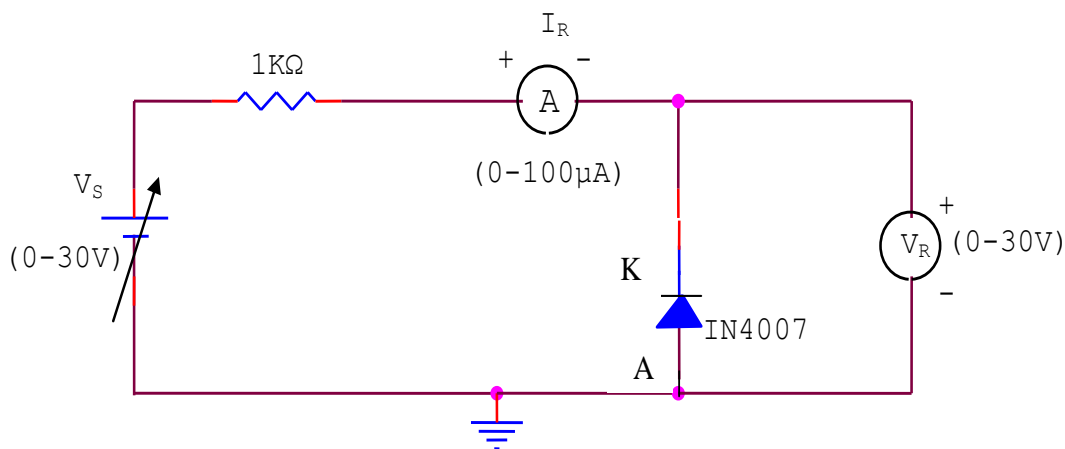 I_R
1KΩ
+ -
A
(0-100µA)
V_S
(0-30V)
+
V_R (0-30V)
-
K
IN4007
A